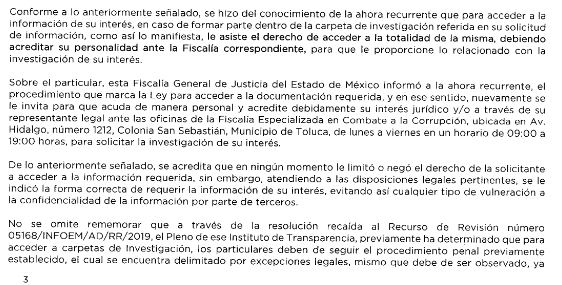 Conforme a lo anteriormente señalado, se hizo del conocimiento de la ahora recurrente que para acceder a la
información de su interés, en caso de formar parte dentro de la carpeta de investigación referida en su solicitud
de información, como así lo manifiesta, le asiste el derecho de acceder a la totalidad de la misma, debiendo
acreditar su personalidad ante la Fiscalía correspondiente, para que le proporcione lo relacionado con la
investigación de su interés.
Sobre el particular, esta Fiscalía General de Justicia del Estado de México informó a la ahora recurrente, el
procedimiento que marca la Ley para acceder a la documentación requerida, y en ese sentido, nuevamente se
le invita para que acuda de manera personal y acredite debidamente su interés jurídico y/o a través de su
representante legal ante las oficinas de la Fiscalía Especializada en Combate a la Corrupción, ubicada en Av.
Hidalgo, número 1212, Colonia San Sebastián, Municipio de Toluca, de lunes a viernes en un horario de 09:00 a
19:00 horas, para solicitar la investigación de su interés.
De lo anteriormente señalado, se acredita que en ningún momento le limitó o negó el derecho de la solicitante
a acceder a la información requerida, sin embargo, atendiendo a las disposiciones legales pertinentes, se le
indicó la forma correcta de requerir la información de su interés, evitando así cualquier tipo de vulneración a
la confidencialidad de la información por parte de terceros.
No se omite rememorar que a través de la resolución recaída al Recurso de Revisión número
05168/INFOEM/AD/RR/2019, el Pleno de ese Instituto de Transparencia, previamente ha determinado que para
acceder a carpetas de Investigación, los particulares deben de seguir el procedimiento penal previamente
establecido, el cual se encuentra delimitado por excepciones legales, mismo que debe de ser observado, ya
3